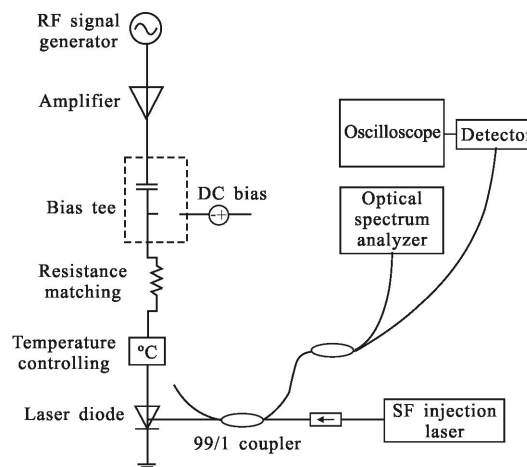 RF signal
generator
Amplifier
Oscilloscope
Detector
DC bias
-+
Bias tee
Optical
spectrum
analyzer
Resistance
matching
Temperature
controlling
ºC
Laser diode
99/1 coupler
SF injection
laser